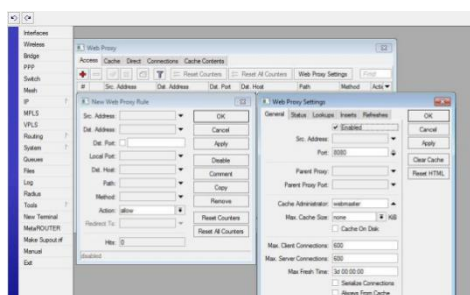 Interfaces
Wireless
Bridge
PPP
Switch
Mesh
IP
MPLS
VPLS
Routing
System
Queues
Files
Log
Radius
Tools
New Terminal
MetaROUTER
Make Supout.rif
Manual
Exit
Web Proxy
Access Cache Direct Connections Cache Contents
Reset Counters Reset All Counters Web Proxy Settings Find
# Src. Address Dst. Address Dst. Port Dst. Host Path Method
New Web Proxy Rule
Src. Address:
Dst. Address:
Dst. Port:
Local Port:
Dst. Host:
Path:
Method:
Action: allow
Redirect To:
Hits: 0
disabled
OK
Cancel
Apply
Disable
Comment
Copy
Remove
Reset Counters
Reset All Counters
Web Proxy Settings
General Status Lookups Inserts Refreshes
Enabled
Src. Address:
Port: 8080
Parent Proxy:
Parent Proxy Port:
Cache Administrator: webmaster
Max. Cache Size: none KiB
Cache On Disk
Max. Client Connections: 600
Max. Server Connections: 600
Max Fresh Time: 3d 00:00:00
Serialize Connections
Always From Cache
OK
Cancel
Apply
Clear Cache
Reset HTML